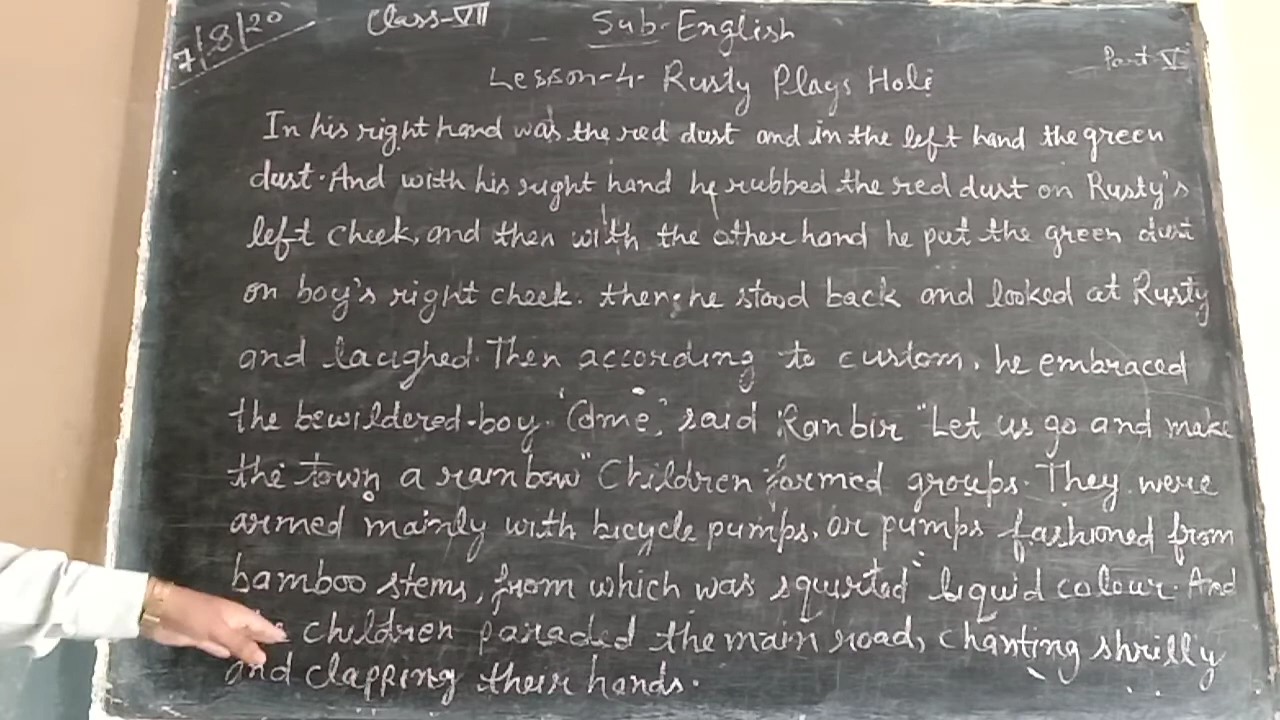 7/8/20
Class-VII
Sub-English
Part V
Lesson-4. Rusty Plays Holi
In his right hand was the red dust and in the left hand the green
dust. And with his right hand he rubbed the red dust on Rusty's
left cheek, and then with the other hand he put the green dust
on boy's right cheek. then, he stood back and looked at Rusty
and laughed. Then according to custom, he embraced
the bewildered-boy. 'Come', said Ranbir "Let us go and make
the town a rainbow" Children formed groups. They were
armed mainly with bicycle pumps, or pumps fashioned from
bamboo stems, from which was squirted liquid colour. And
children paraded the main road, chanting shrilly
and clapping their hands.